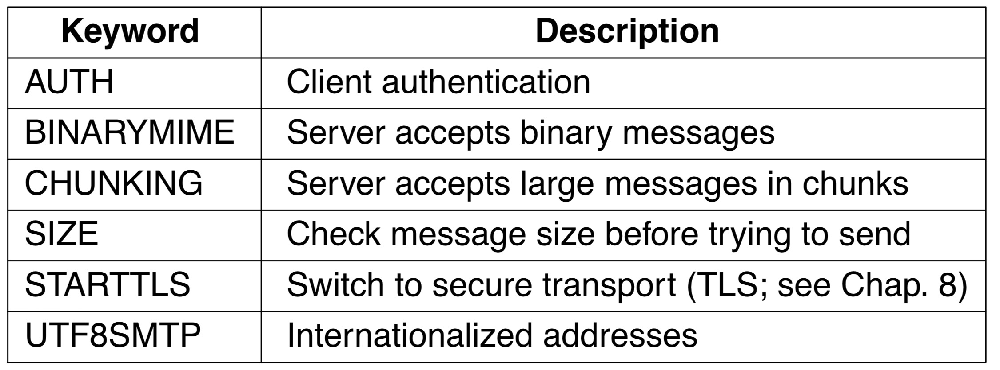 Keyword Description
AUTH Client authentication
BINARYMIME Server accepts binary messages
CHUNKING Server accepts large messages in chunks
SIZE Check message size before trying to send
STARTTLS Switch to secure transport (TLS; see Chap. 8)
UTF8SMTP Internationalized addresses